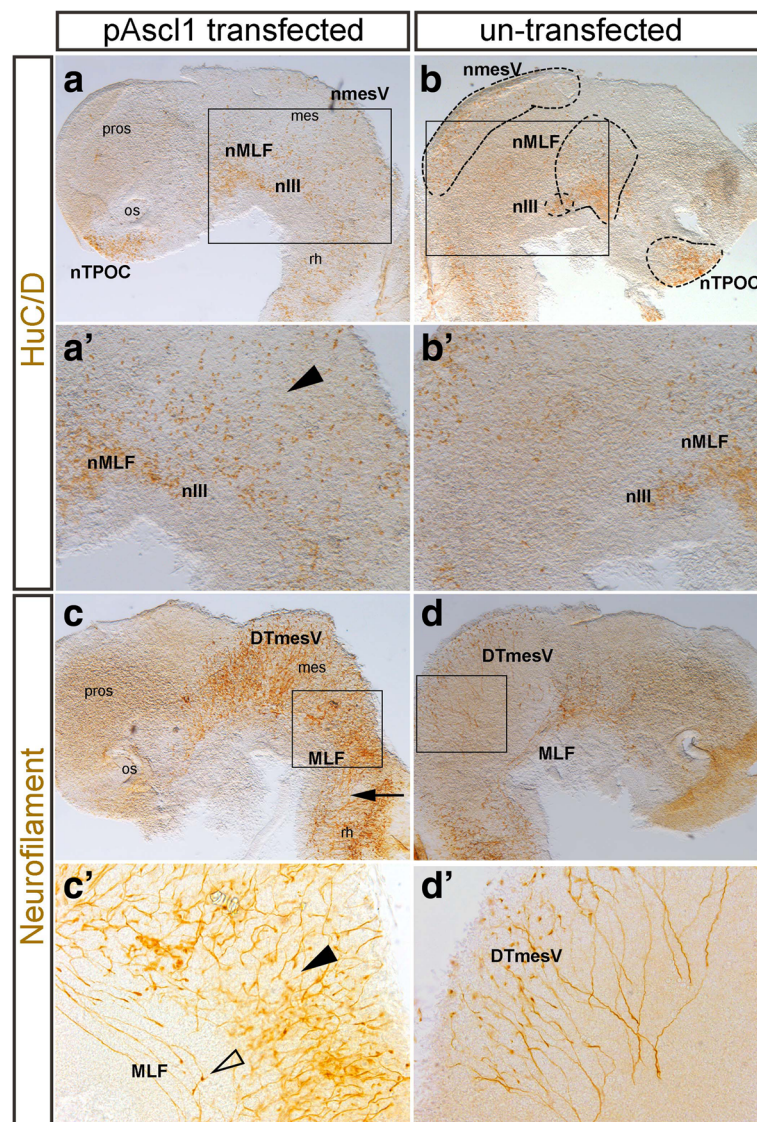 pAscl1 transfected
un-transfected
HuC/D
a
nmesV
pros
mes
nMLF
nIII
os
rh
nTPOC
b
nmesV
nMLF
nIII
nTPOC
a’
nMLF
nIII
b’
nMLF
nIII
Neurofilament
c
DTmesV
mes
pros
MLF
os
rh
d
DTmesV
MLF
c’
MLF
d’
DTmesV